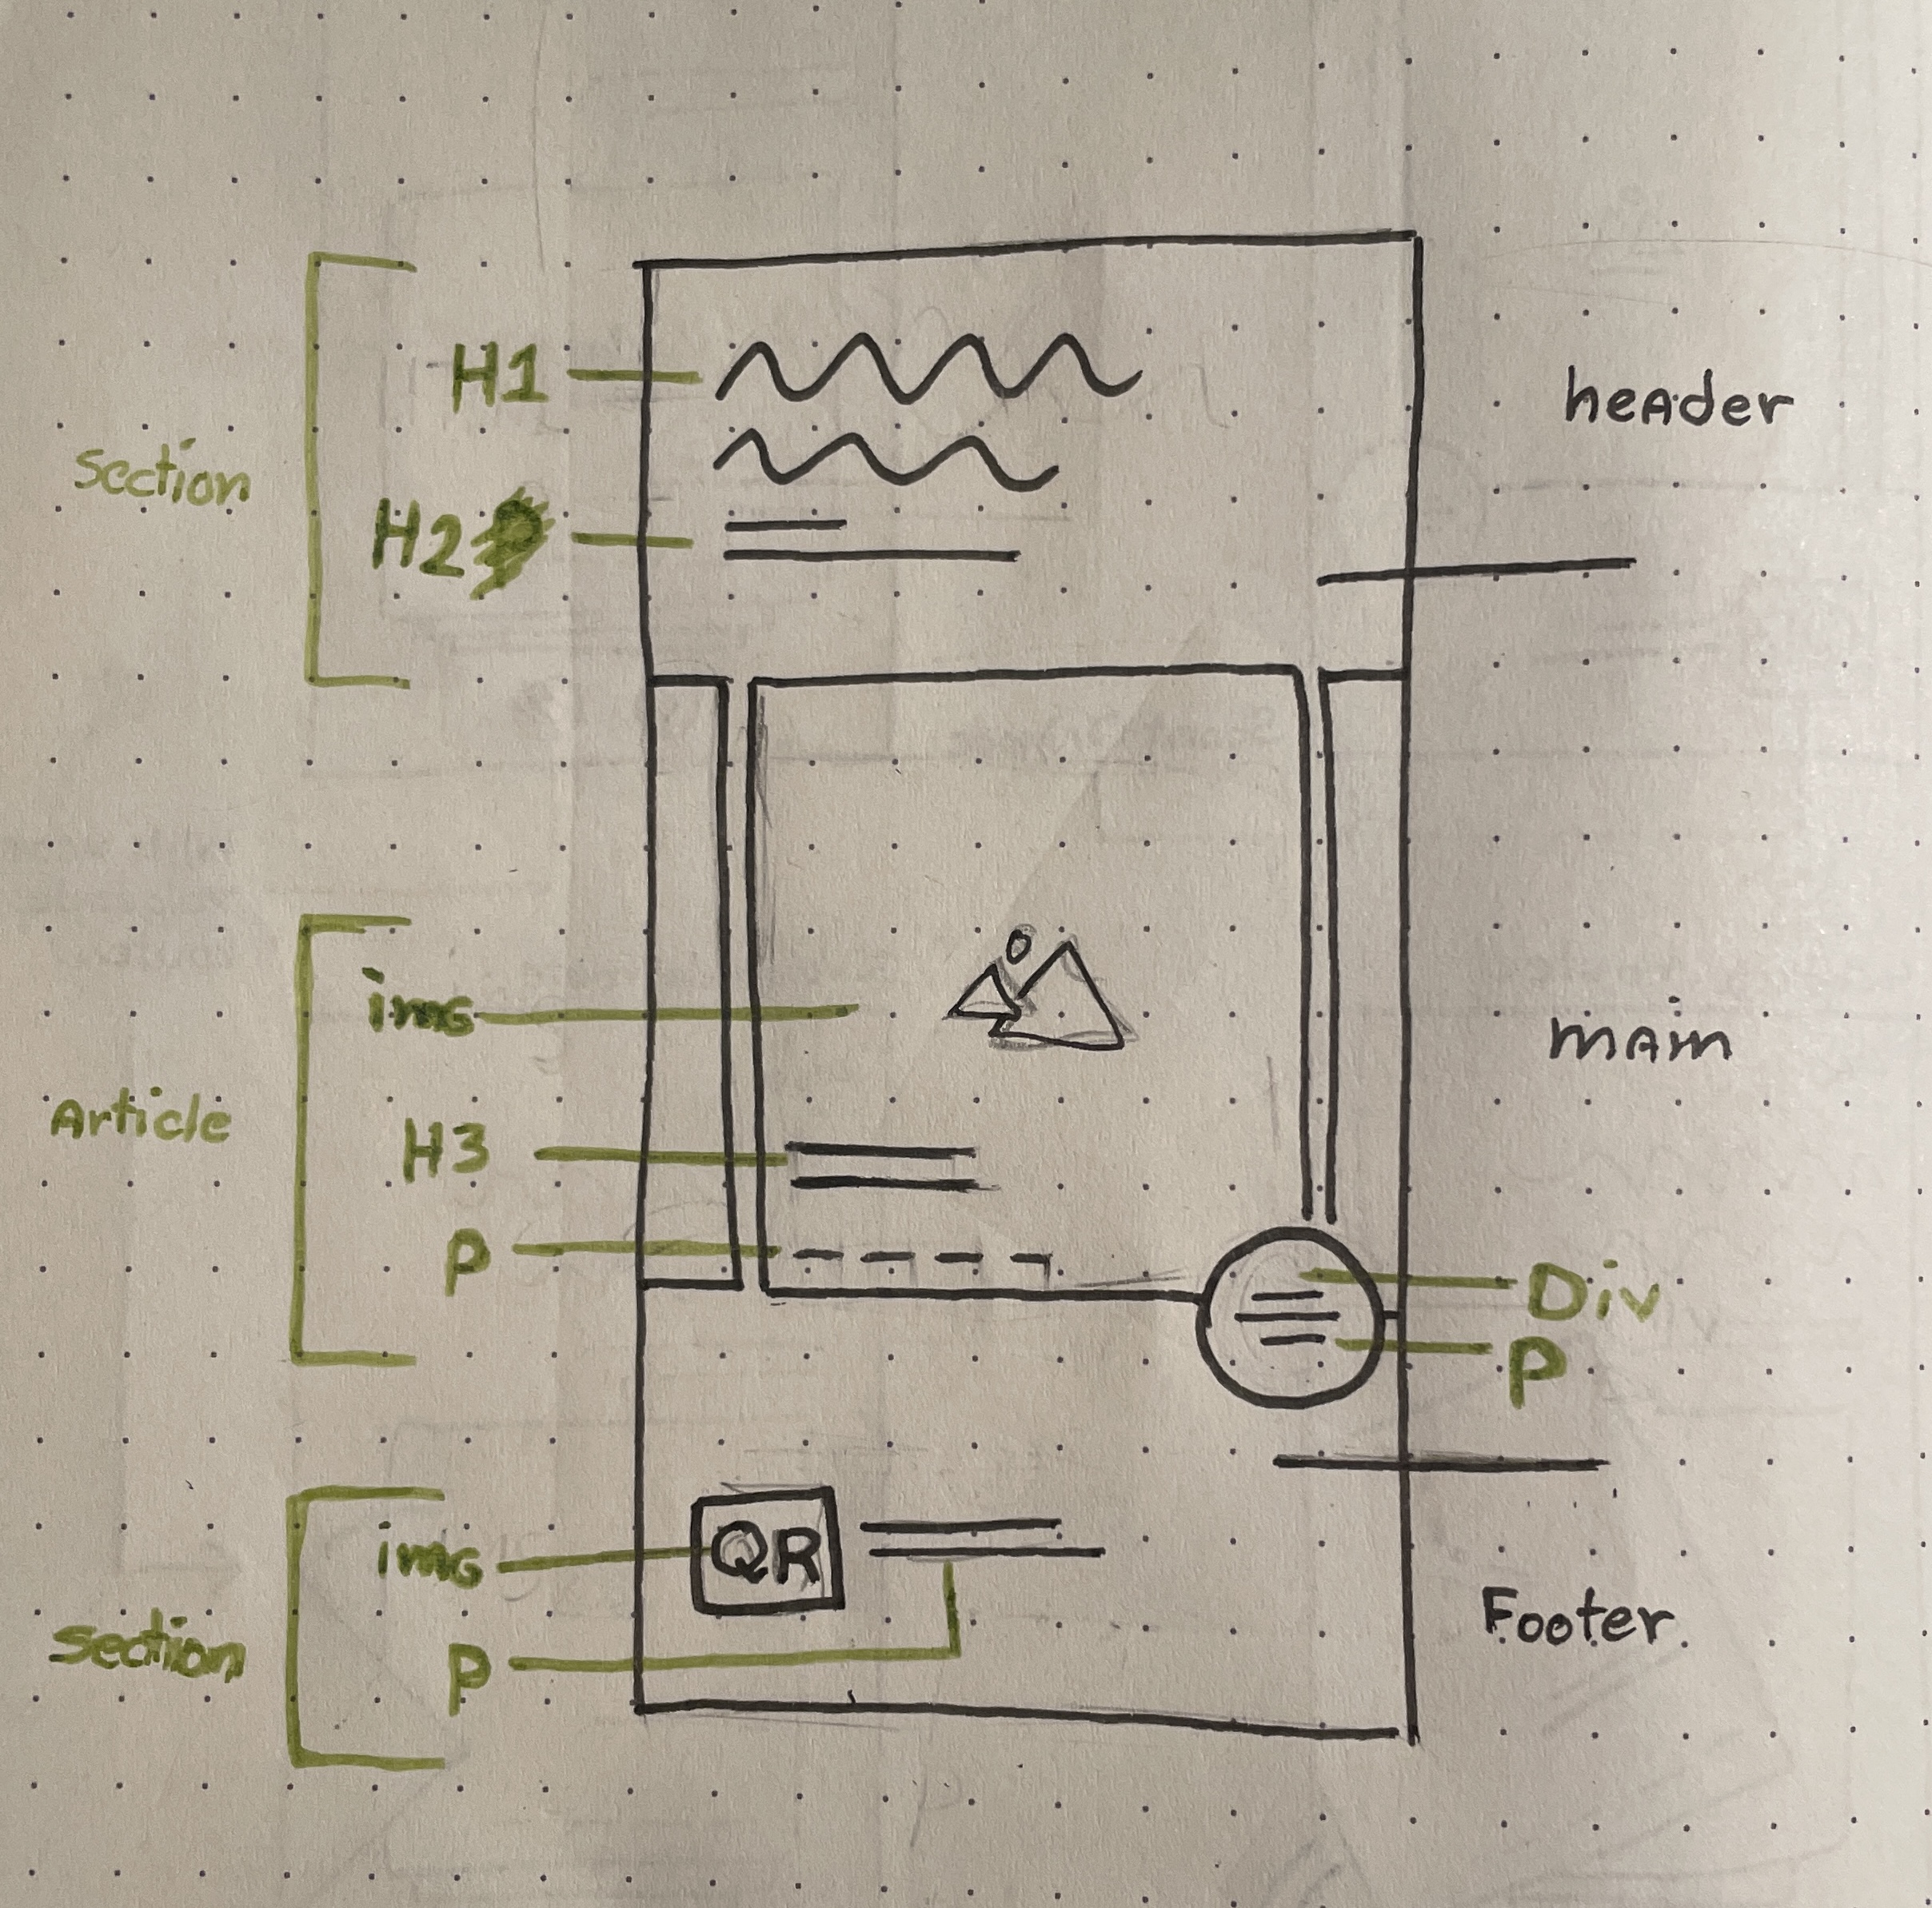 H1
header
section
H2
img
main
Article
H3
P
Div
P
img
QR
Footer
section
P